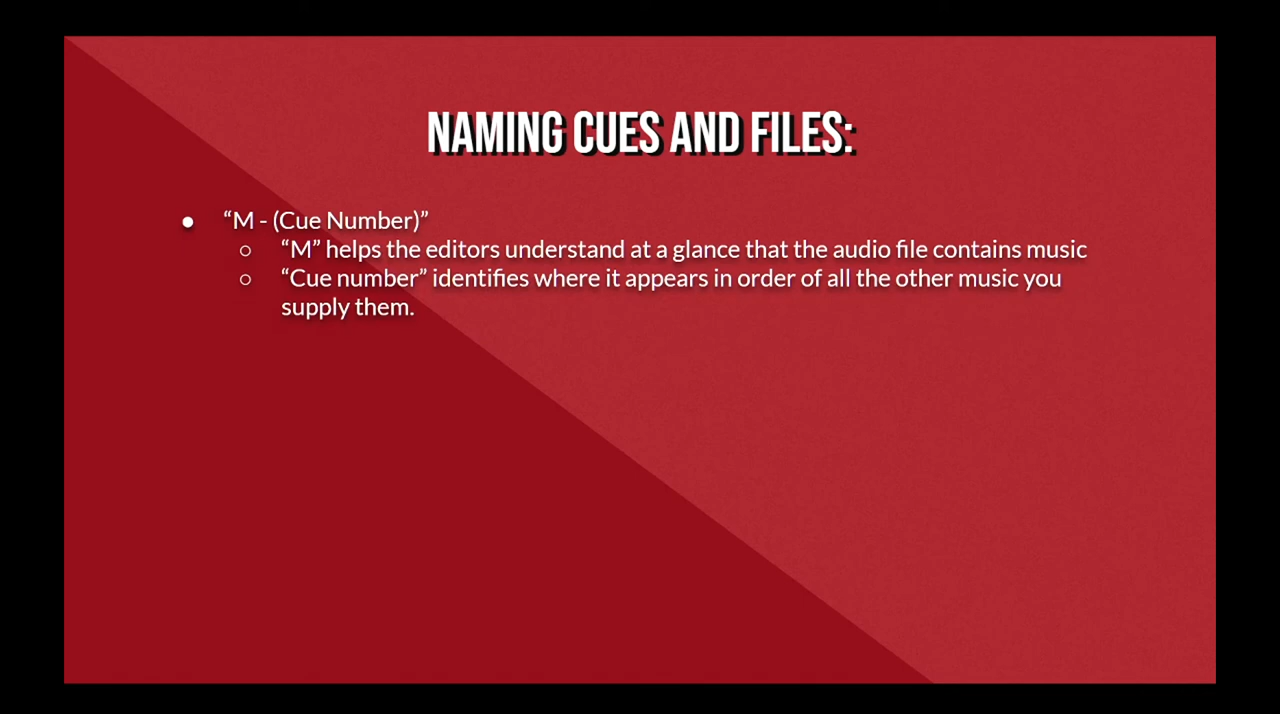 NAMING CUES AND FILES:
● “M - (Cue Number)”
○ “M” helps the editors understand at a glance that the audio file contains music
○ “Cue number” identifies where it appears in order of all the other music you
supply them.